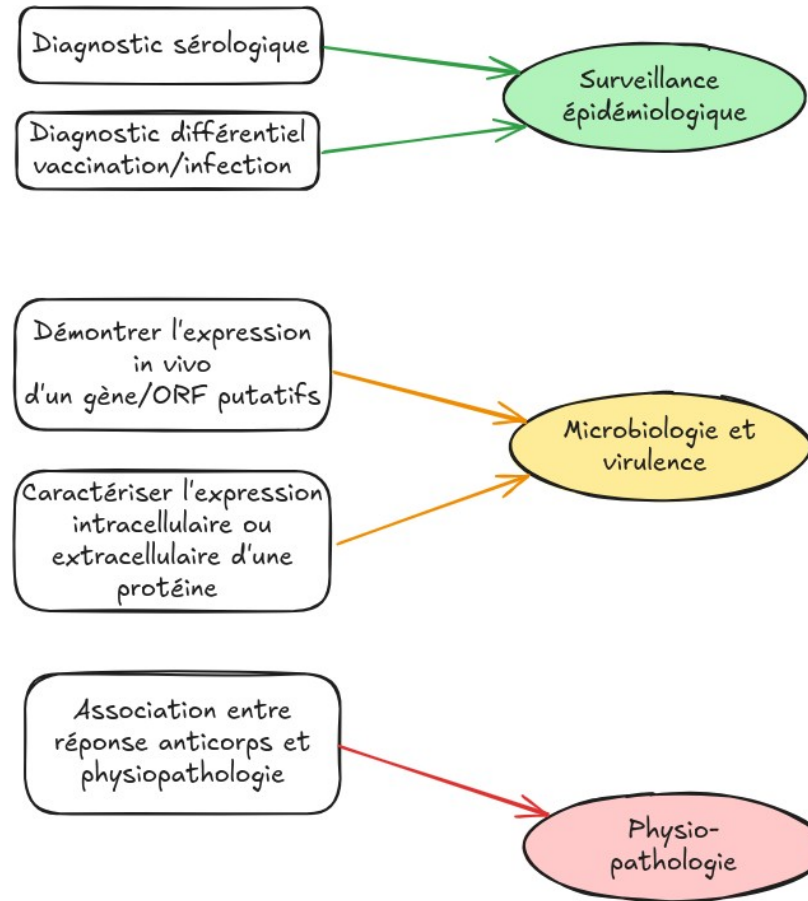 Diagnostic sérologique
Surveillance
épidémiologique
Diagnostic différentiel
vaccination/infection
Démontrer l'expression
in vivo
d'un gène/ORF putatifs
Microbiologie et
virulence
Caractériser l'expression
intracellulaire ou
extracellulaire d'une
protéine
Association entre
réponse anticorps et
physiopathologie
Physio-
pathologie